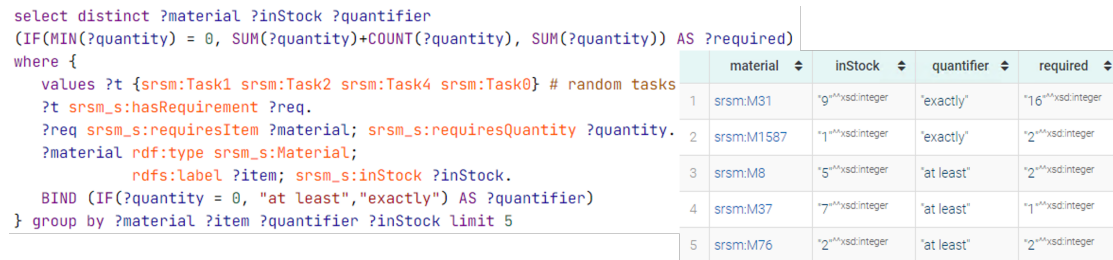 select distinct ?material ?inStock ?quantifier
(IF(MIN(?quantity) = 0, SUM(?quantity)+COUNT(?quantity), SUM(?quantity)) AS ?required)
where {
values ?t {srsm:Task1 srsm:Task2 srsm:Task4 srsm:Task0} # random tasks
?t srsm_s:hasRequirement ?req.
?req srsm_s:requiresItem ?material; srsm_s:requiresQuantity ?quantity.
?material rdf:type srsm_s:Material;
rdfs:label ?item; srsm_s:inStock ?inStock.
BIND (IF(?quantity = 0, "at least","exactly") AS ?quantifier)
} group by ?material ?item ?quantifier ?inStock limit 5
material inStock quantifier required
1 srsm:M31 "9"^^xsd:integer "exactly" "16"^^xsd:integer
2 srsm:M1587 "1"^^xsd:integer "exactly" "2"^^xsd:integer
3 srsm:M8 "5"^^xsd:integer "at least" "2"^^xsd:integer
4 srsm:M37 "7"^^xsd:integer "at least" "1"^^xsd:integer
5 srsm:M76 "2"^^xsd:integer "at least" "2"^^xsd:integer